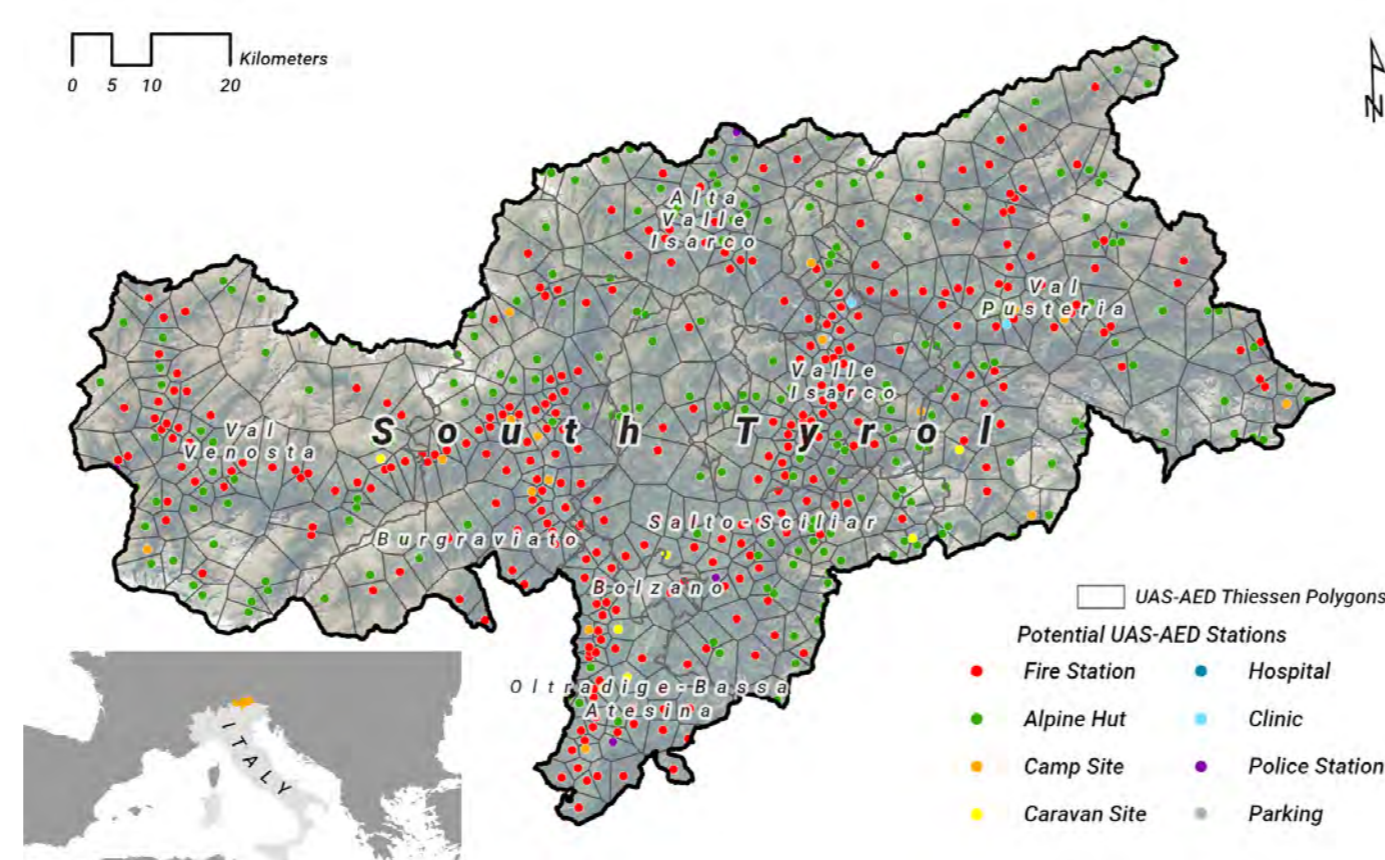 Kilometers
0 5 10 20
N
Alta
Valle
Isarco
Val
Pusteria
Valle
Isarco
South Tyrol
Val
Venosta
Burgraviato
Salto-Sciliar
Bolzano
Oltradige-Bassa
Atesina
ITALY
UAS-AED Thiessen Polygons
Potential UAS-AED Stations
Fire Station
Hospital
Alpine Hut
Clinic
Camp Site
Police Station
Caravan Site
Parking